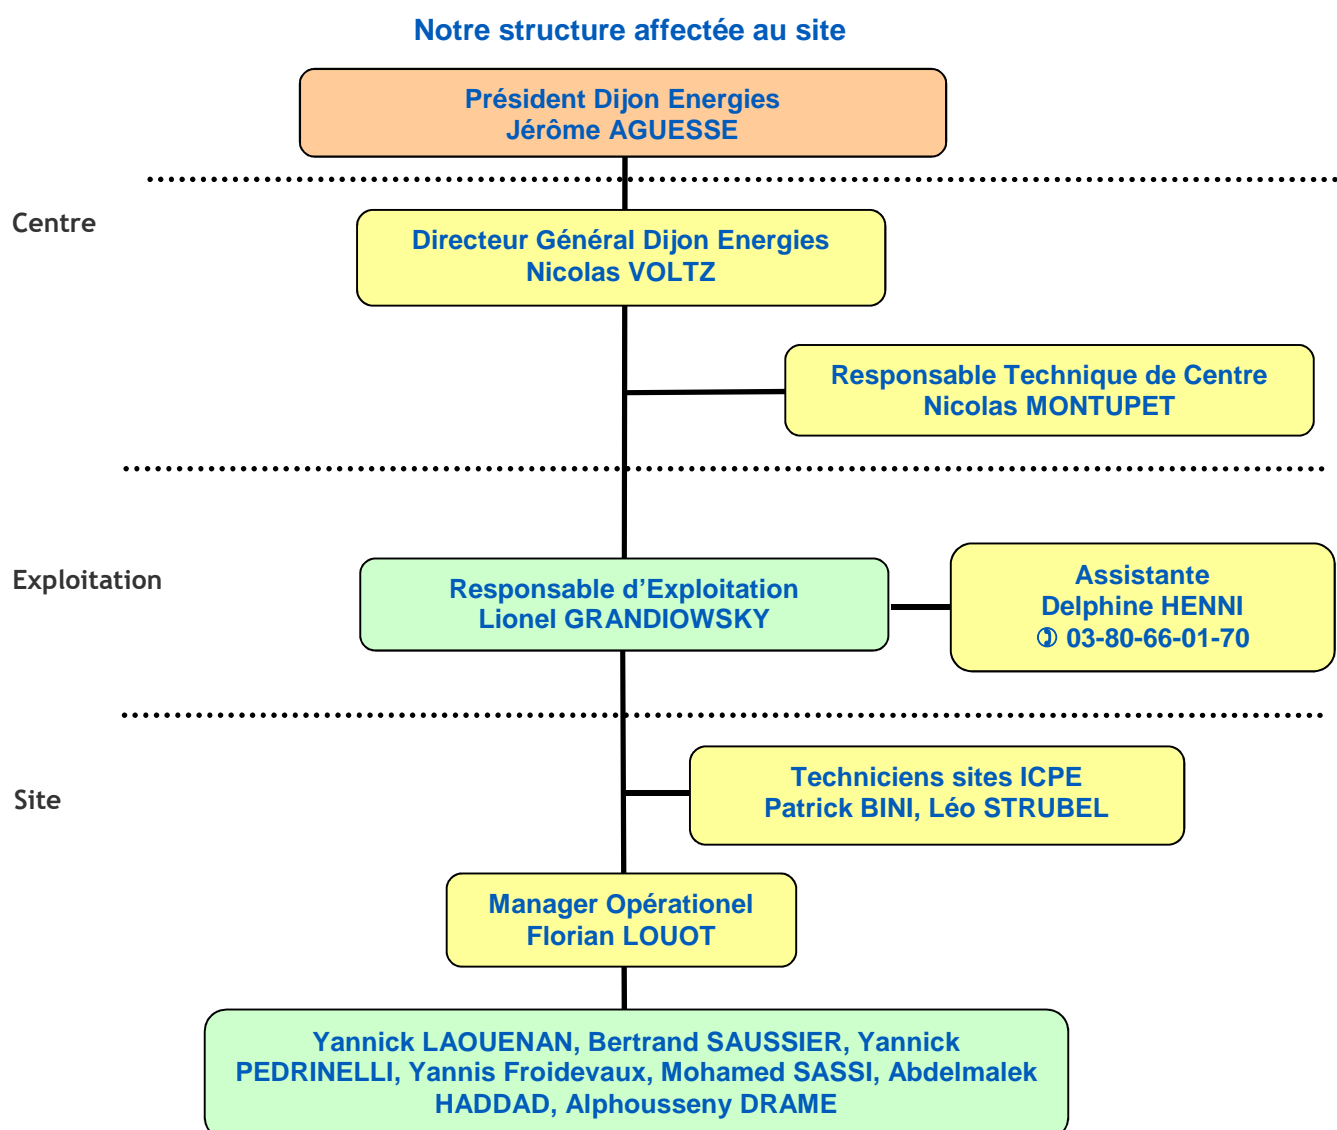 Notre structure affectée au site
Président Dijon Energies
Jérôme AGUESSE
Centre
Directeur Général Dijon Energies
Nicolas VOLTZ
Responsable Technique de Centre
Nicolas MONTUPET
Exploitation
Responsable d’Exploitation
Lionel GRANDIOWSKY
Assistante
Delphine HENNI
✆ 03-80-66-01-70
Techniciens sites ICPE
Patrick BINI, Léo STRUBEL
Site
Manager Opérationel
Florian LOUOT
Yannick LAOUENAN, Bertrand SAUSSIER, Yannick
PEDRINELLI, Yannis Froidevaux, Mohamed SASSI, Abdelmalek
HADDAD, Alphousseny DRAME